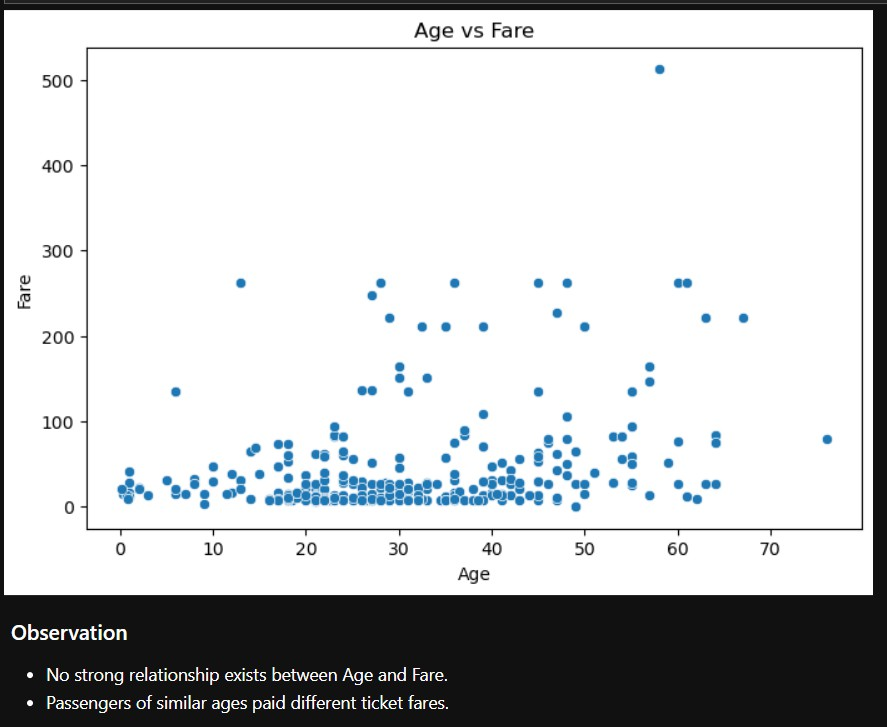 Age vs Fare
500
400
300
200
100
0
Fare
0 10 20 30 40 50 60 70
Age
Observation
• No strong relationship exists between Age and Fare.
• Passengers of similar ages paid different ticket fares.